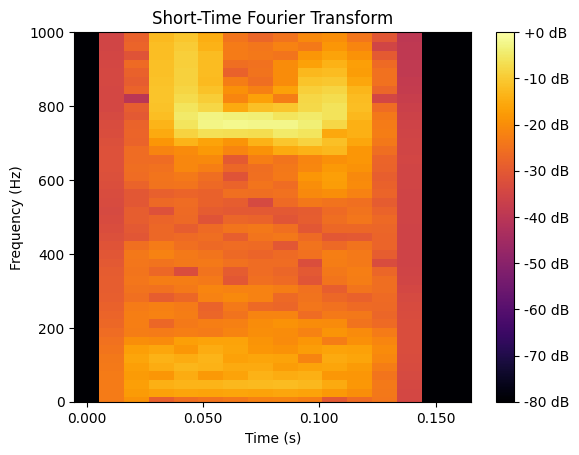 Short-Time Fourier Transform
1000
800
600
400
200
0
Frequency (Hz)
0.000
0.050
0.100
0.150
Time (s)
+0 dB
-10 dB
-20 dB
-30 dB
-40 dB
-50 dB
-60 dB
-70 dB
-80 dB